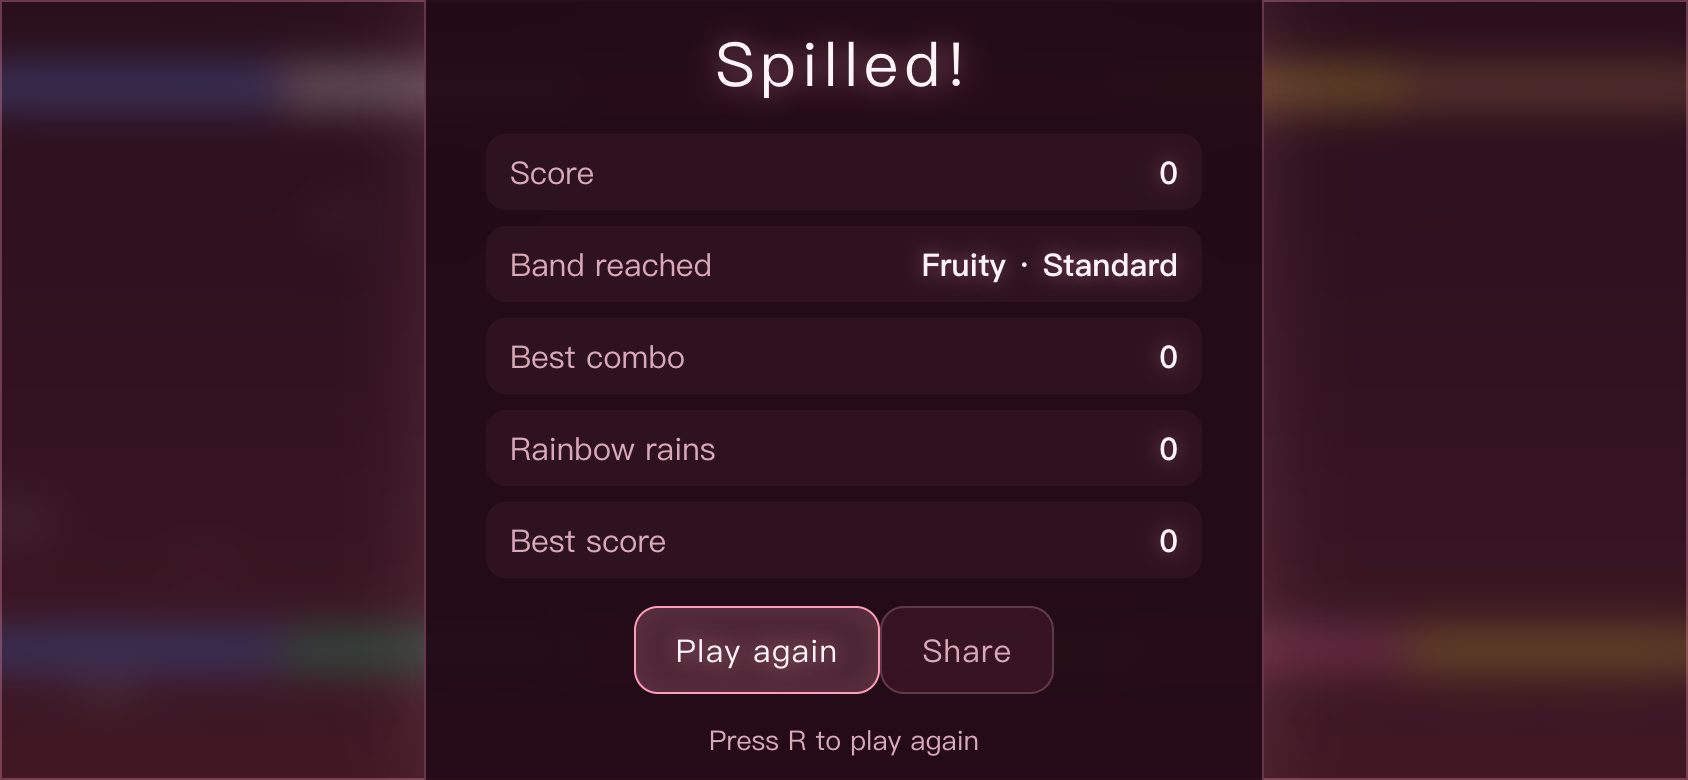 Spilled!
Score 0
Band reached Fruity · Standard
Best combo 0
Rainbow rains 0
Best score 0
Play again Share
Press R to play again